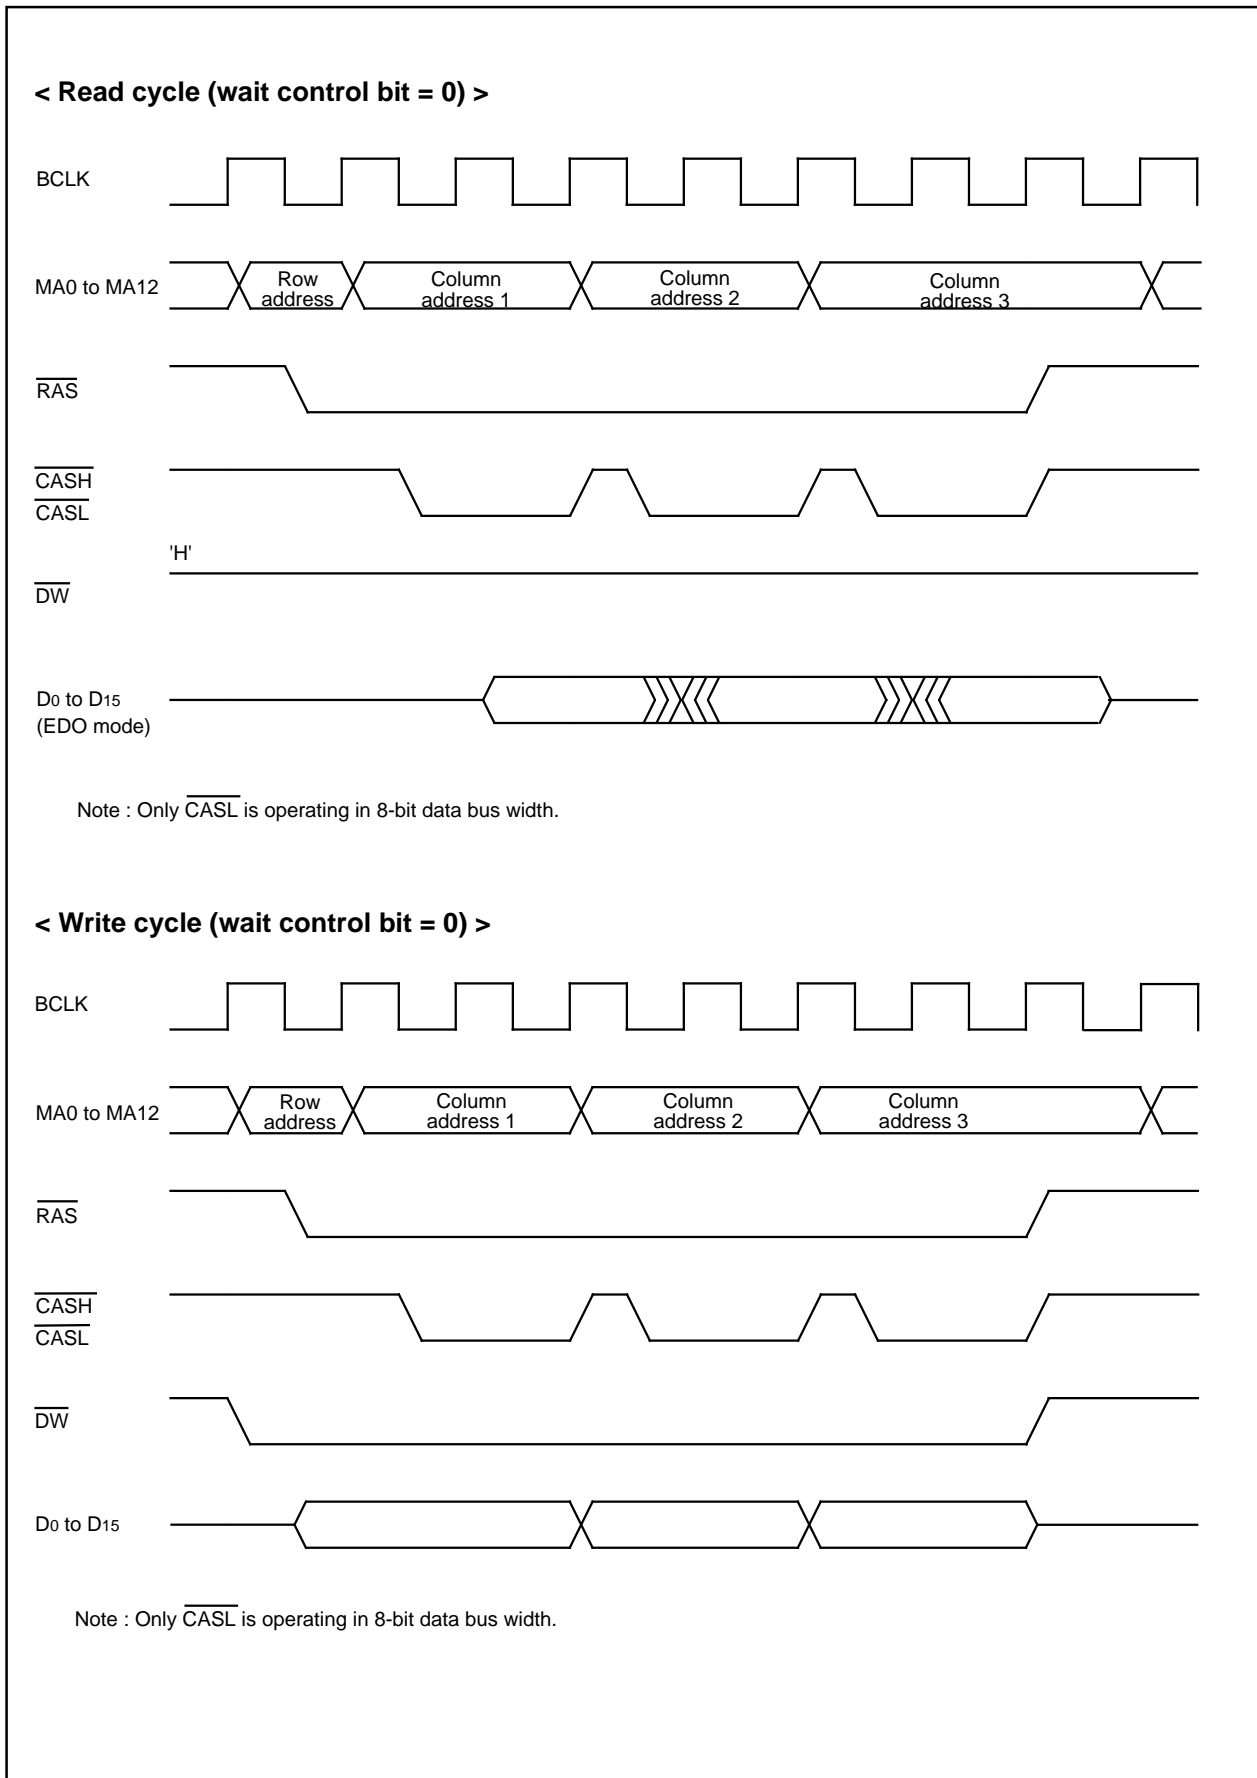 < Read cycle (wait control bit = 0) >
BCLK
MA0 to MA12
Row
address
Column
address 1
Column
address 2
Column
address 3
RAS
CASH
CASL
'H'
DW
D0 to D15
(EDO mode)
Note : Only CASL is operating in 8-bit data bus width.
< Write cycle (wait control bit = 0) >
BCLK
MA0 to MA12
Row
address
Column
address 1
Column
address 2
Column
address 3
RAS
CASH
CASL
DW
D0 to D15
Note : Only CASL is operating in 8-bit data bus width.